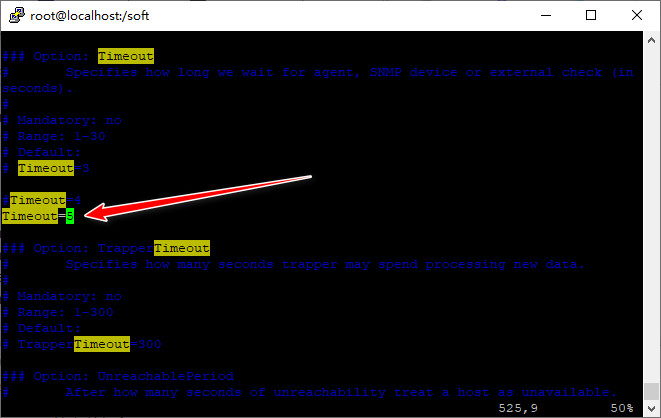 root@localhost:/soft
### Option: Timeout
#       Specifies how long we wait for agent, SNMP device or external check (in
seconds).
#
# Mandatory: no
# Range: 1-30
# Default:
# Timeout=3
#Timeout=4
Timeout=5
### Option: TrapperTimeout
#       Specifies how many seconds trapper may spend processing new data.
#
# Mandatory: no
# Range: 1-300
# Default:
# TrapperTimeout=300
### Option: UnreachablePeriod
#       After how many seconds of unreachability treat a host as unavailable.
525,9         50%